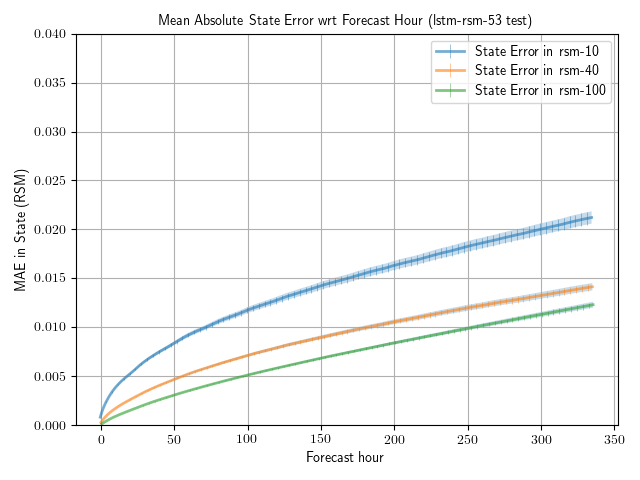 Mean Absolute State Error wrt Forecast Hour (lstm-rsm-53 test)
0.040
0.035
0.030
0.025
0.020
0.015
0.010
0.005
0.000
MAE in State (RSM)
State Error in rsm-10
State Error in rsm-40
State Error in rsm-100
0 50 100 150 200 250 300 350
Forecast hour